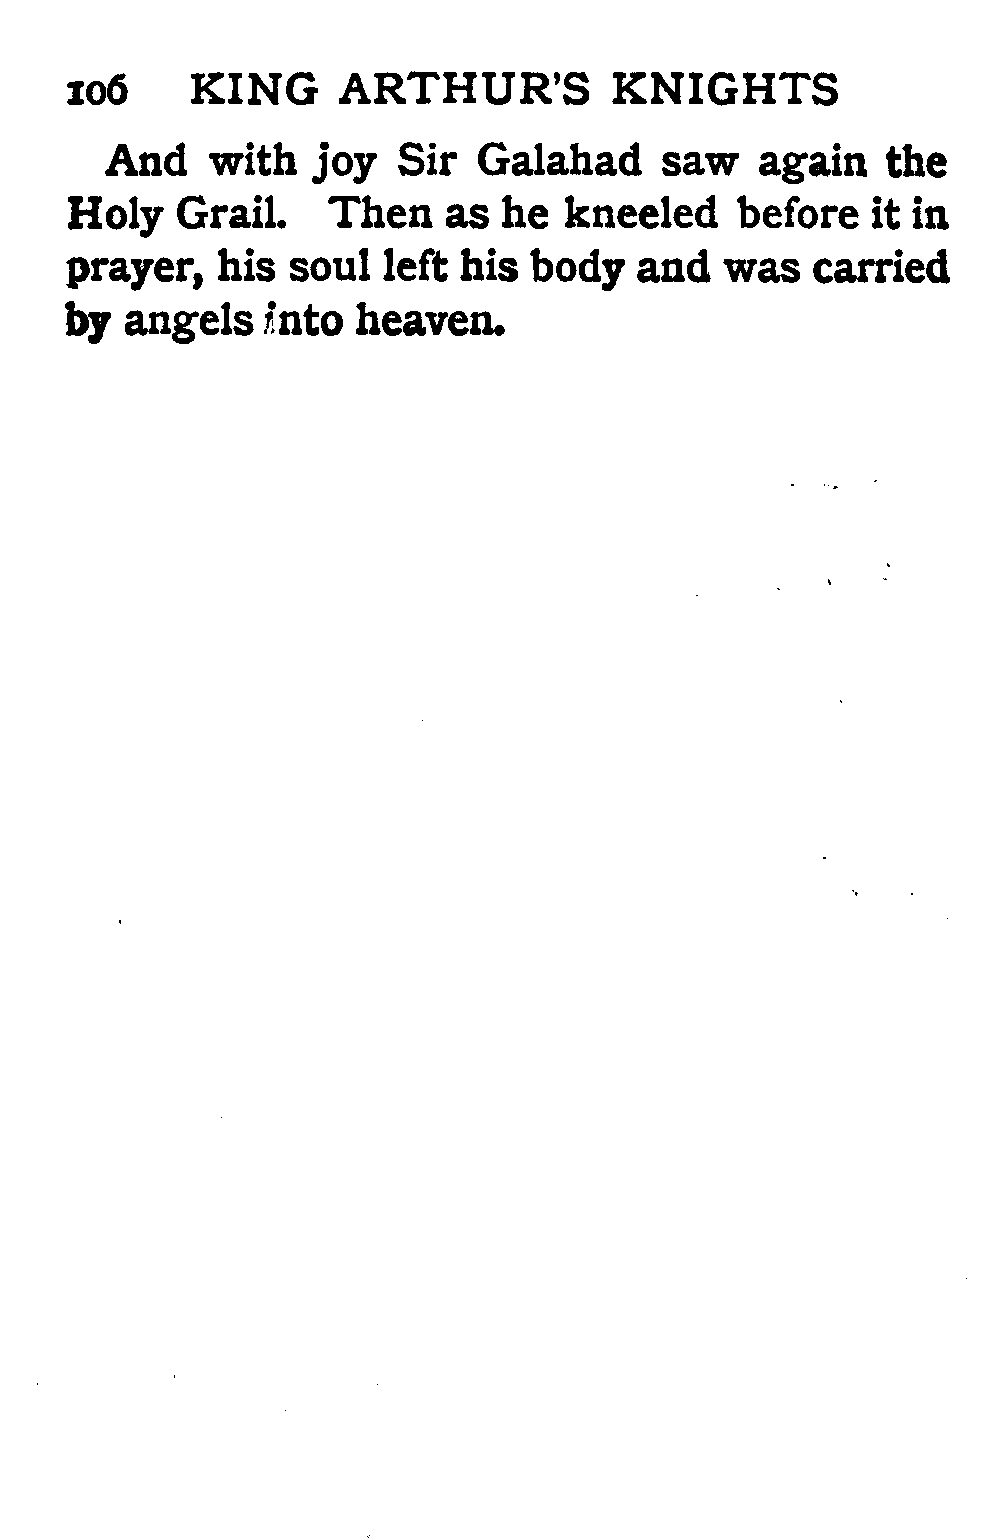 106 KING ARTHUR'S KNIGHTS
And with joy Sir Galahad saw again the
Holy Grail. Then as he kneeled before it in
prayer, his soul left his body and was carried
by angels into heaven.